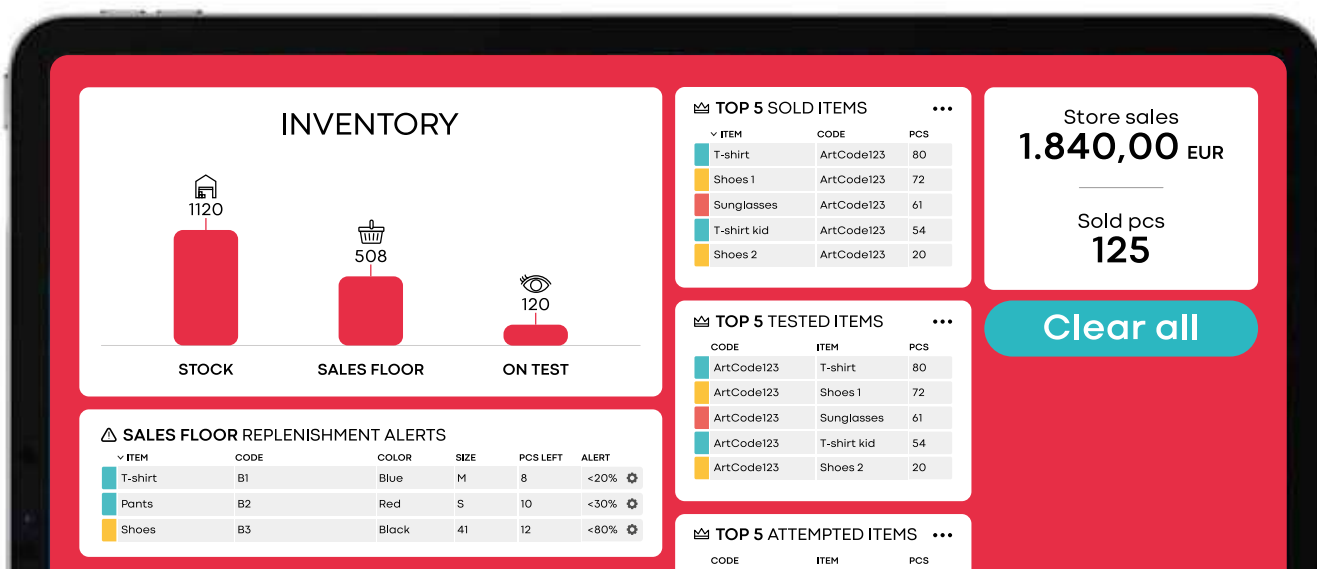 INVENTORY
1120
508
120
STOCK SALES FLOOR ON TEST
SALES FLOOR REPLENISHMENT ALERTS
ITEM CODE COLOR SIZE PCS LEFT ALERT
T-shirt B1 Blue M 8 <20%
Pants B2 Red S 10 <30%
Shoes B3 Black 41 12 <80%
TOP 5 SOLD ITEMS
ITEM CODE PCS
T-shirt ArtCode123 80
Shoes 1 ArtCode123 72
Sunglasses ArtCode123 61
T-shirt kid ArtCode123 54
Shoes 2 ArtCode123 20
TOP 5 TESTED ITEMS
CODE ITEM PCS
ArtCode123 T-shirt 80
ArtCode123 Shoes 1 72
ArtCode123 Sunglasses 61
ArtCode123 T-shirt kid 54
ArtCode123 Shoes 2 20
TOP 5 ATTEMPTED ITEMS
CODE ITEM PCS
Store sales
1.840,00 EUR
Sold pcs
125
Clear all